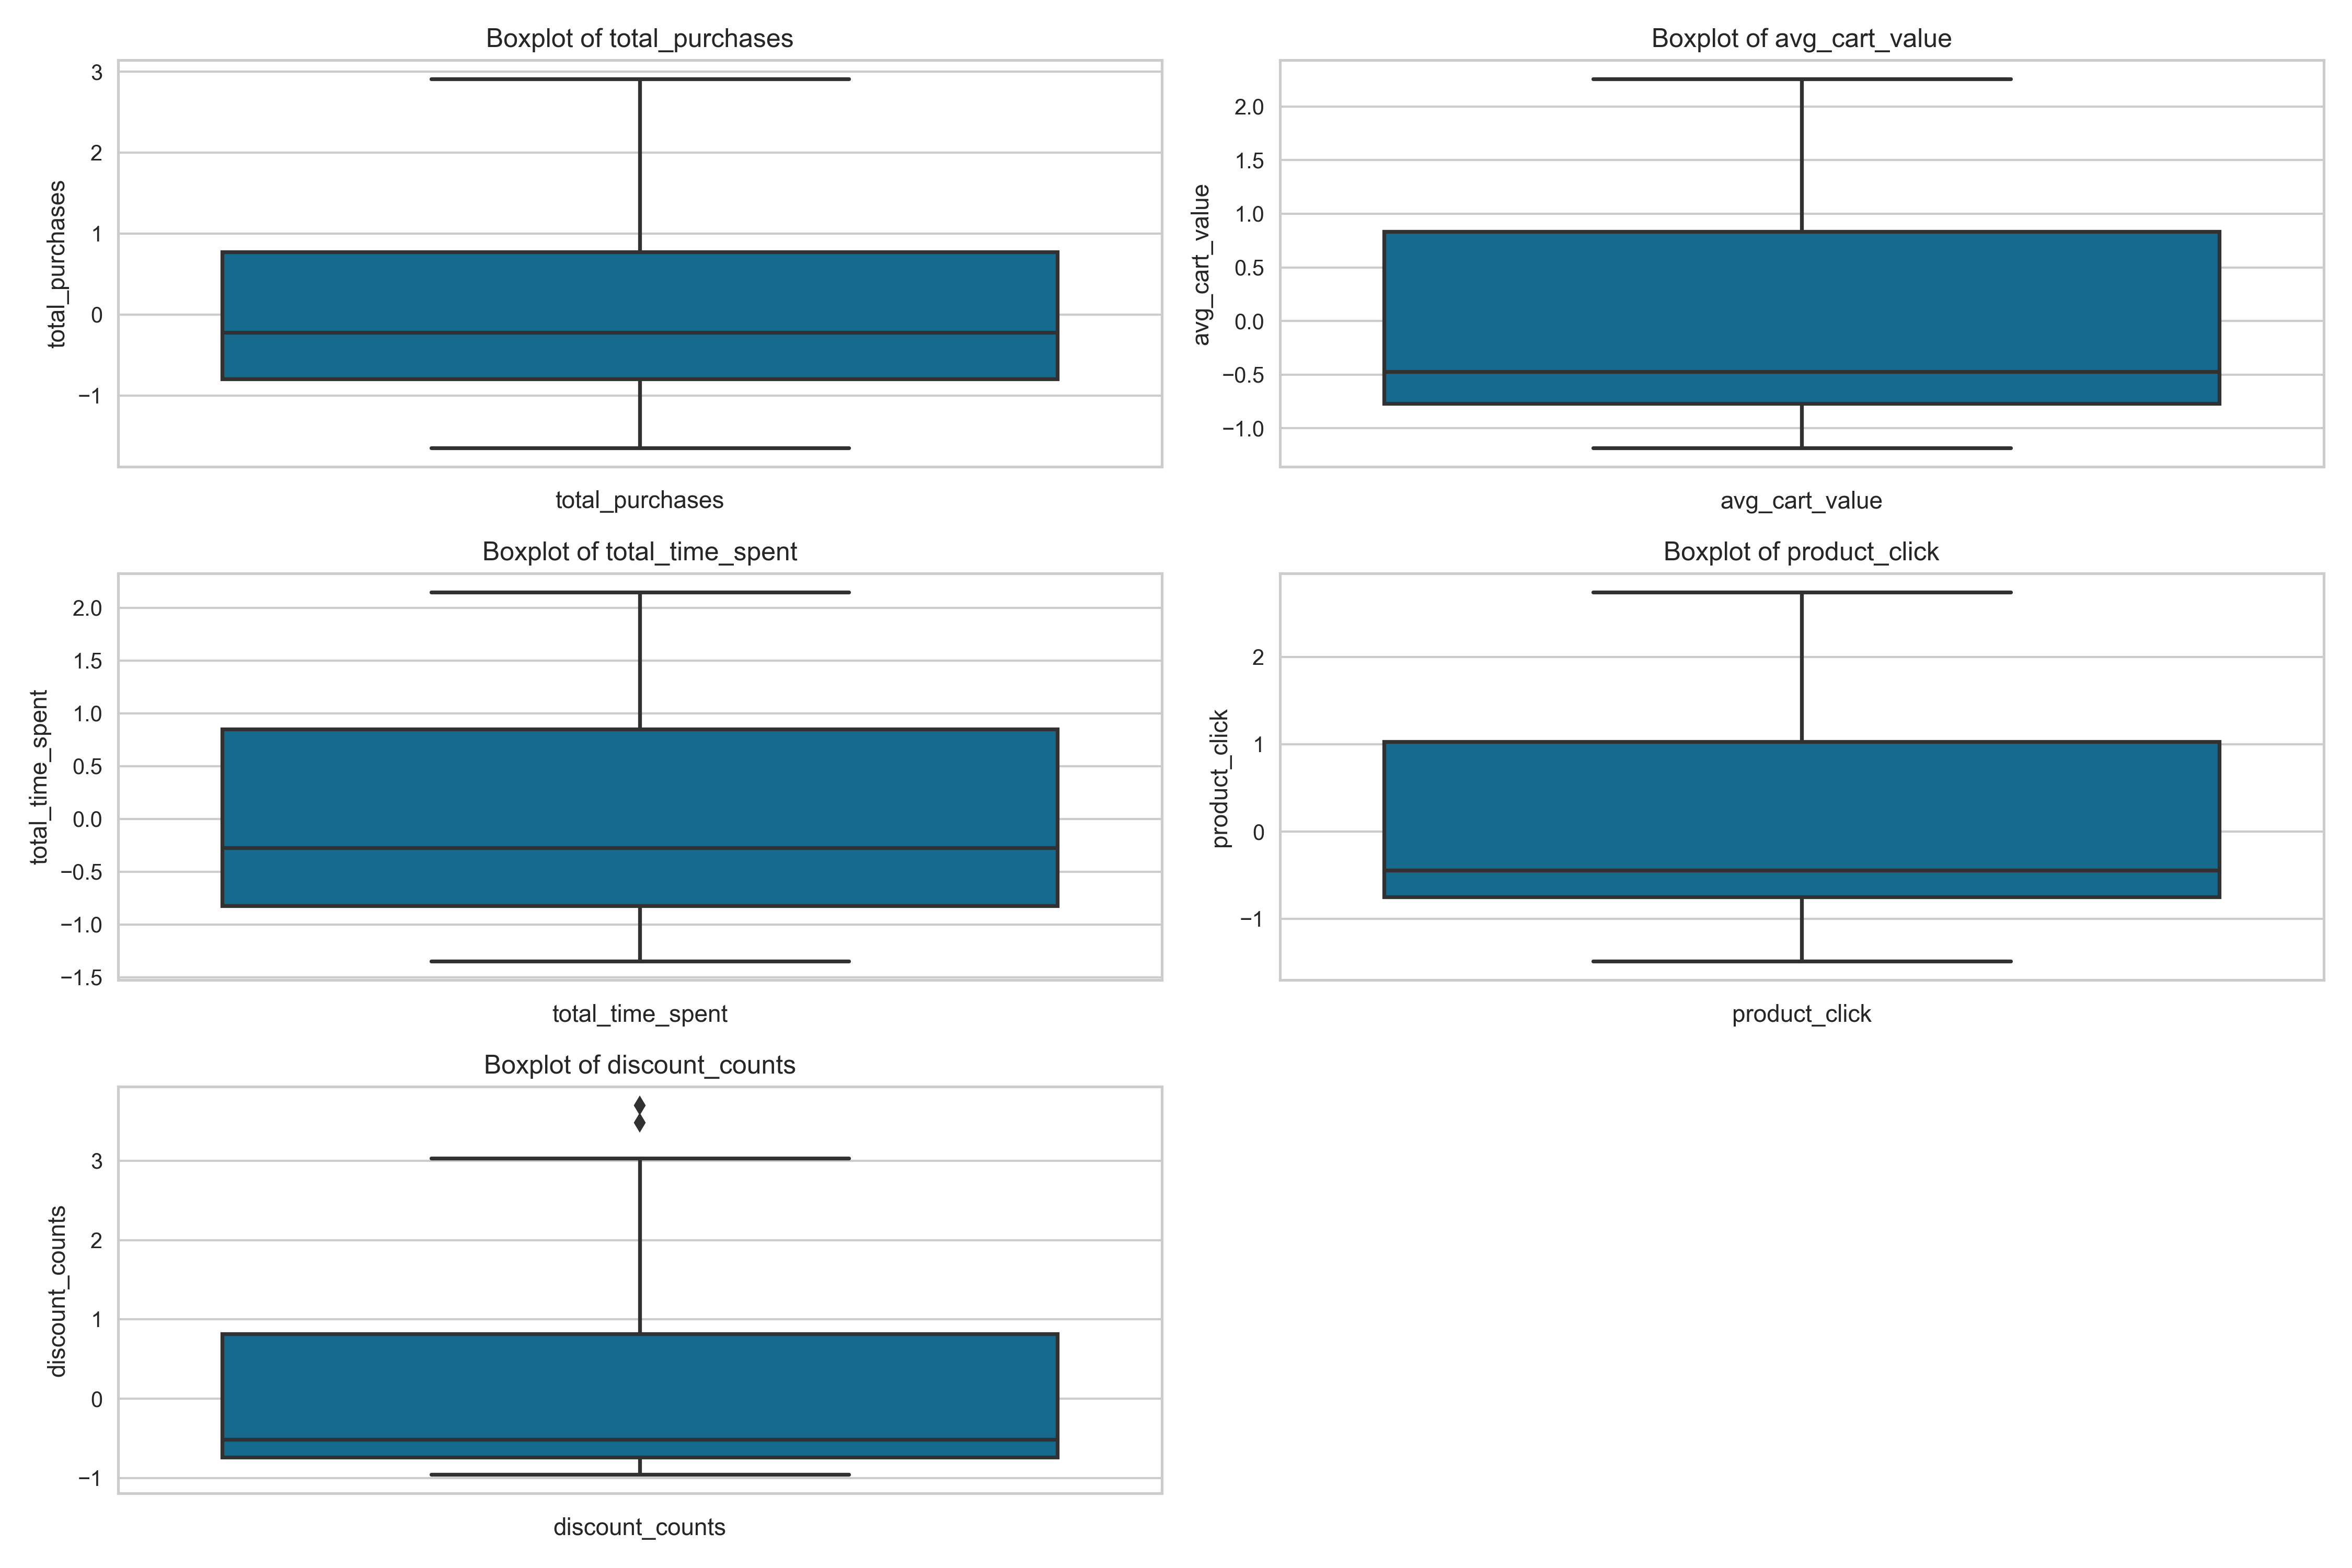 Boxplot of total_purchases
3
2
1
0
−1
total_purchases
total_purchases
Boxplot of avg_cart_value
2.0
1.5
1.0
0.5
0.0
−0.5
−1.0
avg_cart_value
avg_cart_value
Boxplot of total_time_spent
2.0
1.5
1.0
0.5
0.0
−0.5
−1.0
−1.5
total_time_spent
total_time_spent
Boxplot of product_click
2
1
0
−1
product_click
product_click
Boxplot of discount_counts
3
2
1
0
−1
discount_counts
discount_counts